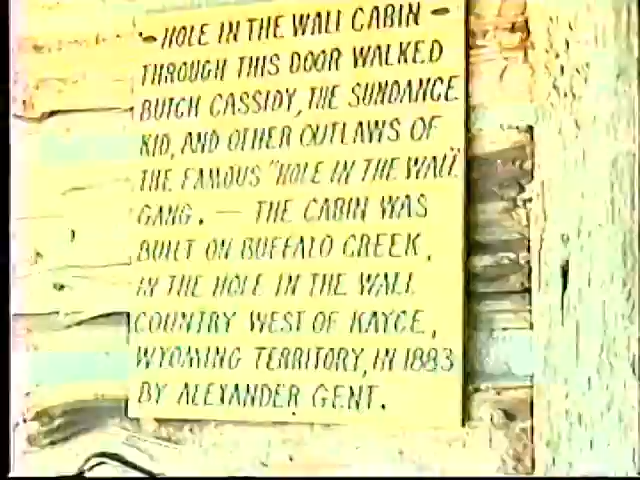 - HOLE IN THE WALL CABIN -
THROUGH THIS DOOR WALKED
BUTCH CASSIDY, THE SUNDANCE
KID, AND OTHER OUTLAWS OF
THE FAMOUS "HOLE IN THE WALL"
GANG. — THE CABIN WAS
BUILT ON BUFFALO CREEK,
IN THE HOLE IN THE WALL
COUNTRY WEST OF KAYCE,
WYOMING TERRITORY, IN 1883
BY ALEXANDER GENT.